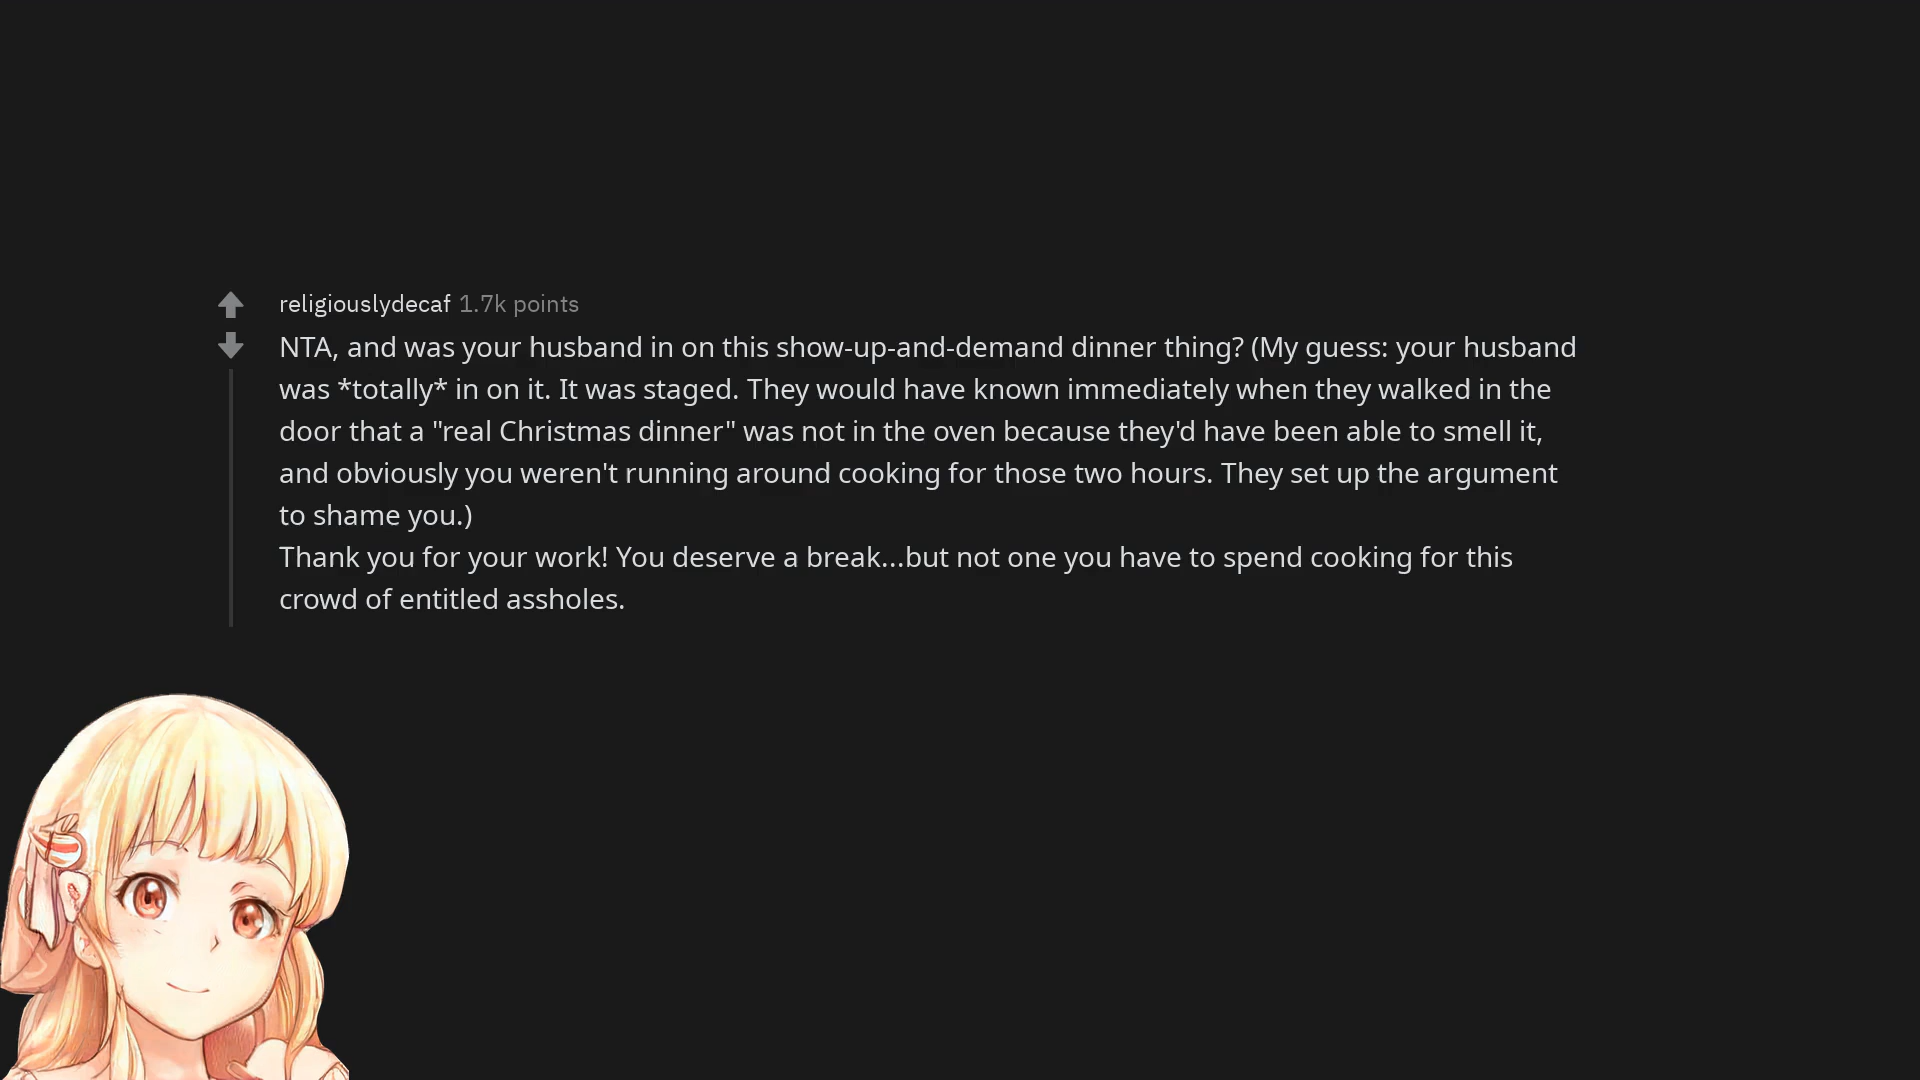 religiouslydecaf 1.7k points
NTA, and was your husband in on this show-up-and-demand dinner thing? (My guess: your husband
was *totally* in on it. It was staged. They would have known immediately when they walked in the
door that a "real Christmas dinner" was not in the oven because they'd have been able to smell it,
and obviously you weren't running around cooking for those two hours. They set up the argument
to shame you.)
Thank you for your work! You deserve a break...but not one you have to spend cooking for this
crowd of entitled assholes.